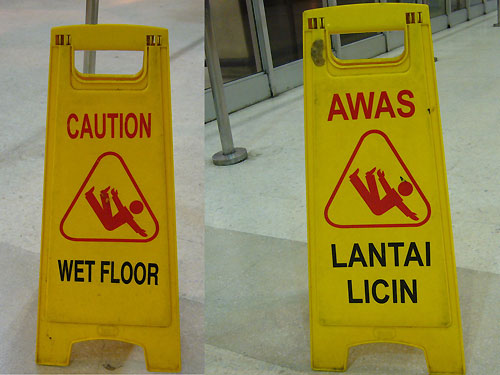 CAUTION
WET FLOOR
AWAS
LANTAI
LICIN